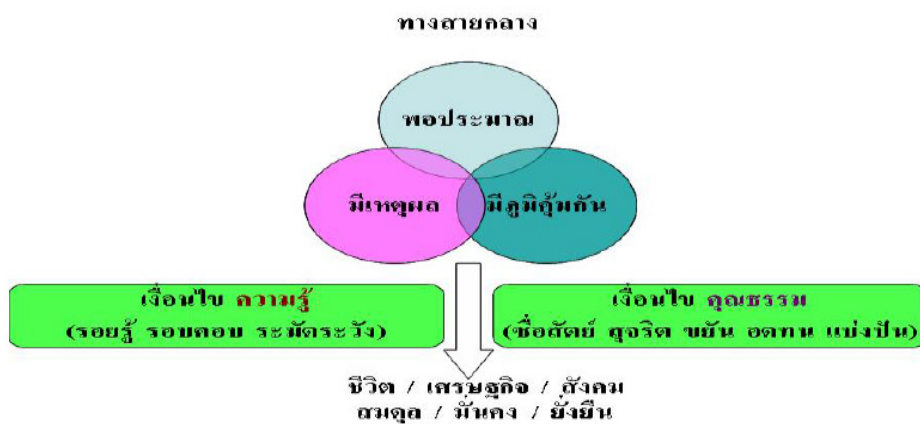 ทางสายกลาง
พอประมาณ
มีเหตุผล
มีภูมิคุ้มกัน
เงื่อนไข ความรู้
(รอยรู้ รอบคอบ ระมัดระวัง)
เงื่อนไข คุณธรรม
(ซื่อสัตย์ สุจริต ขยัน อดทน แบ่งปัน)
ชีวิต / เศรษฐกิจ / สังคม
สมดุล / มั่นคง / ยั่งยืน